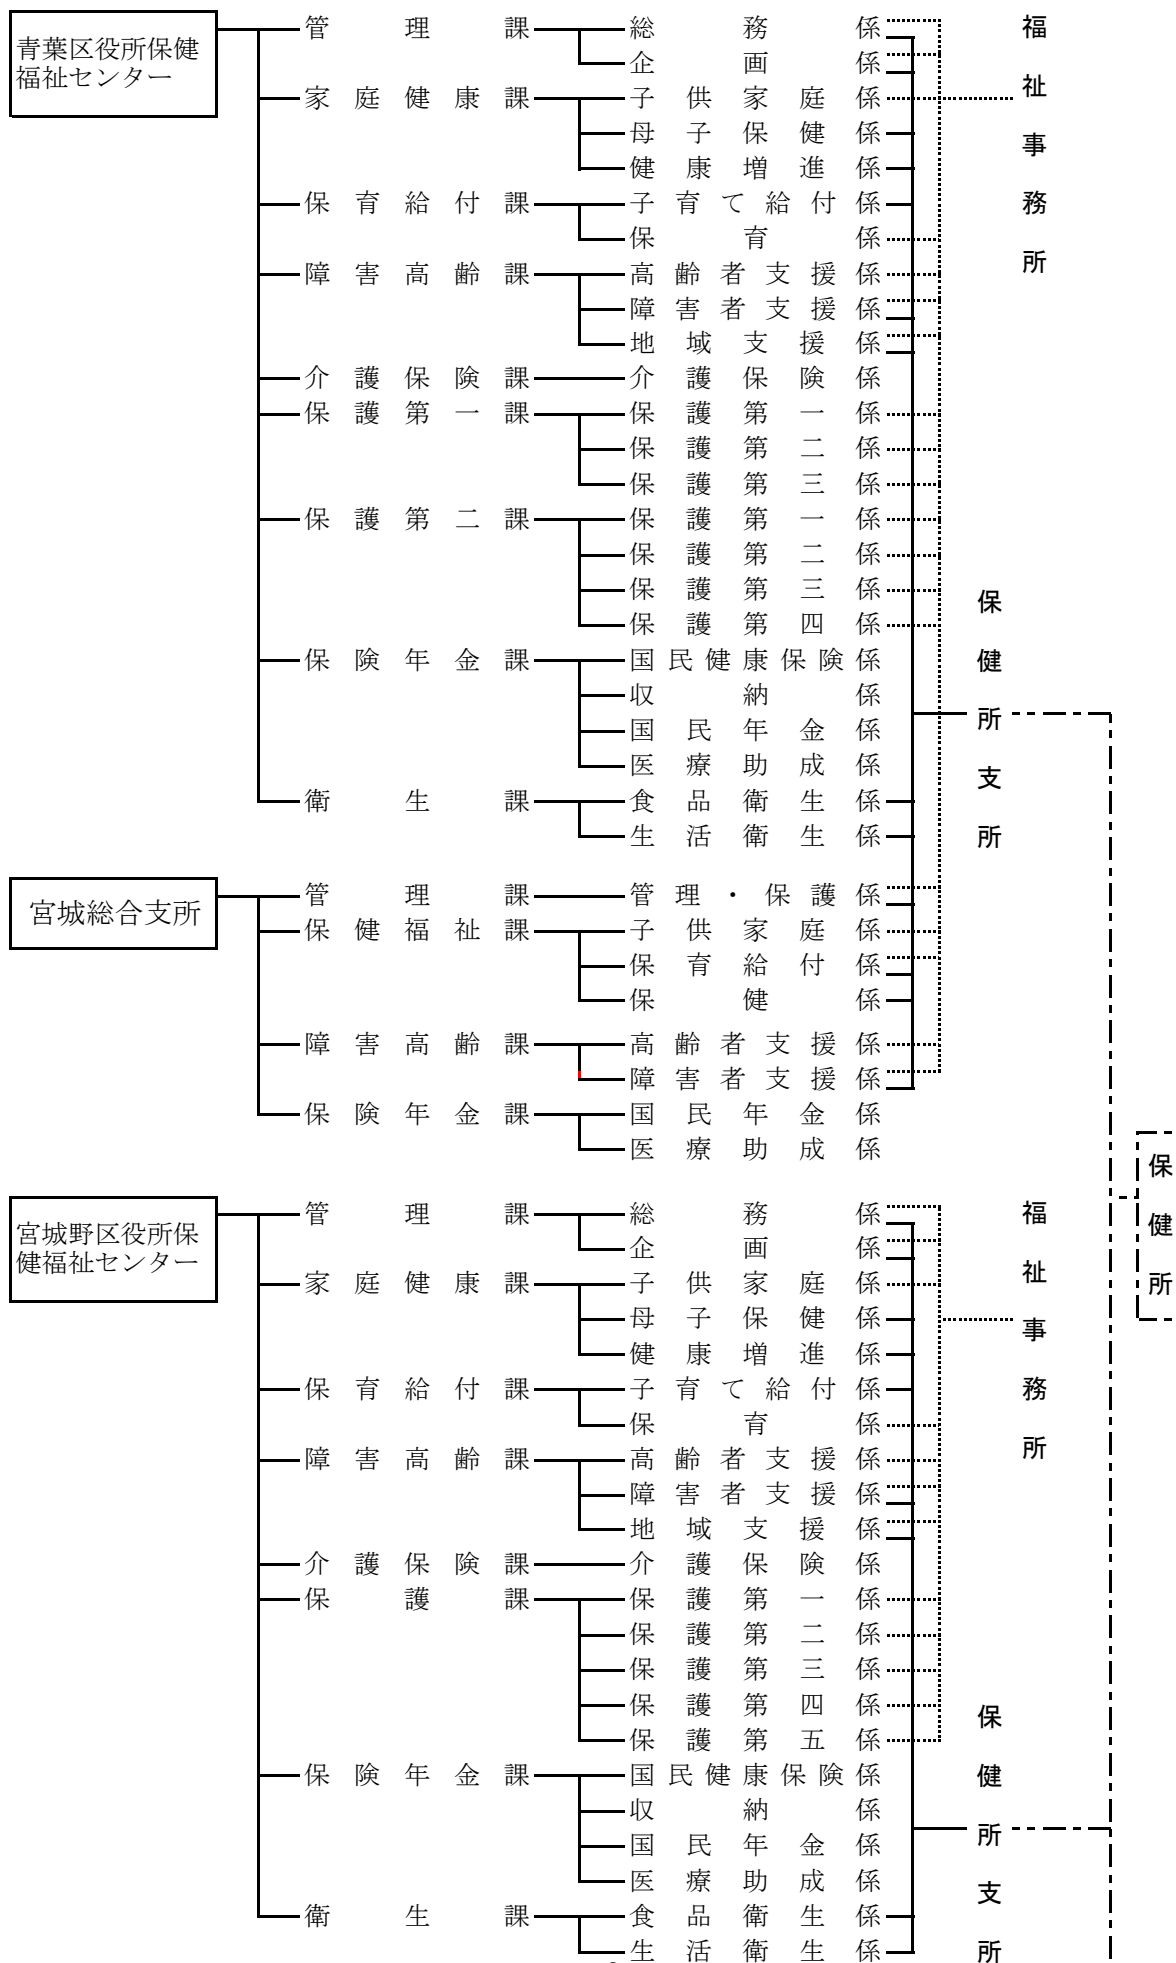 青葉区役所保健
福祉センター
管理課
総務係
企画係
家庭健康課
子供家庭係
母子保健係
健康増進係
保育給付課
子育て給付係
保育係
障害高齢課
高齢者支援係
障害者支援係
地域支援係
介護保険課
介護保険係
保護第一課
保護第一係
保護第二係
保護第三係
保護第二課
保護第一係
保護第二係
保護第三係
保護第四係
保険年金課
国民健康保険係
収納係
国民年金係
医療助成係
衛生課
食品衛生係
生活衛生係
宮城総合支所
管理課
管理・保護係
保健福祉課
子供家庭係
保育給付係
保健係
障害高齢課
高齢者支援係
障害者支援係
保険年金課
国民年金係
医療助成係
福祉事務所
保健所支所
宮城野区役所保
健福祉センター
管理課
総務係
企画係
家庭健康課
子供家庭係
母子保健係
健康増進係
保育給付課
子育て給付係
保育係
障害高齢課
高齢者支援係
障害者支援係
地域支援係
介護保険課
介護保険係
保護課
保護第一係
保護第二係
保護第三係
保護第四係
保護第五係
保険年金課
国民健康保険係
収納係
国民年金係
医療助成係
衛生課
食品衛生係
生活衛生係
福祉事務所
保健所支所
保健所